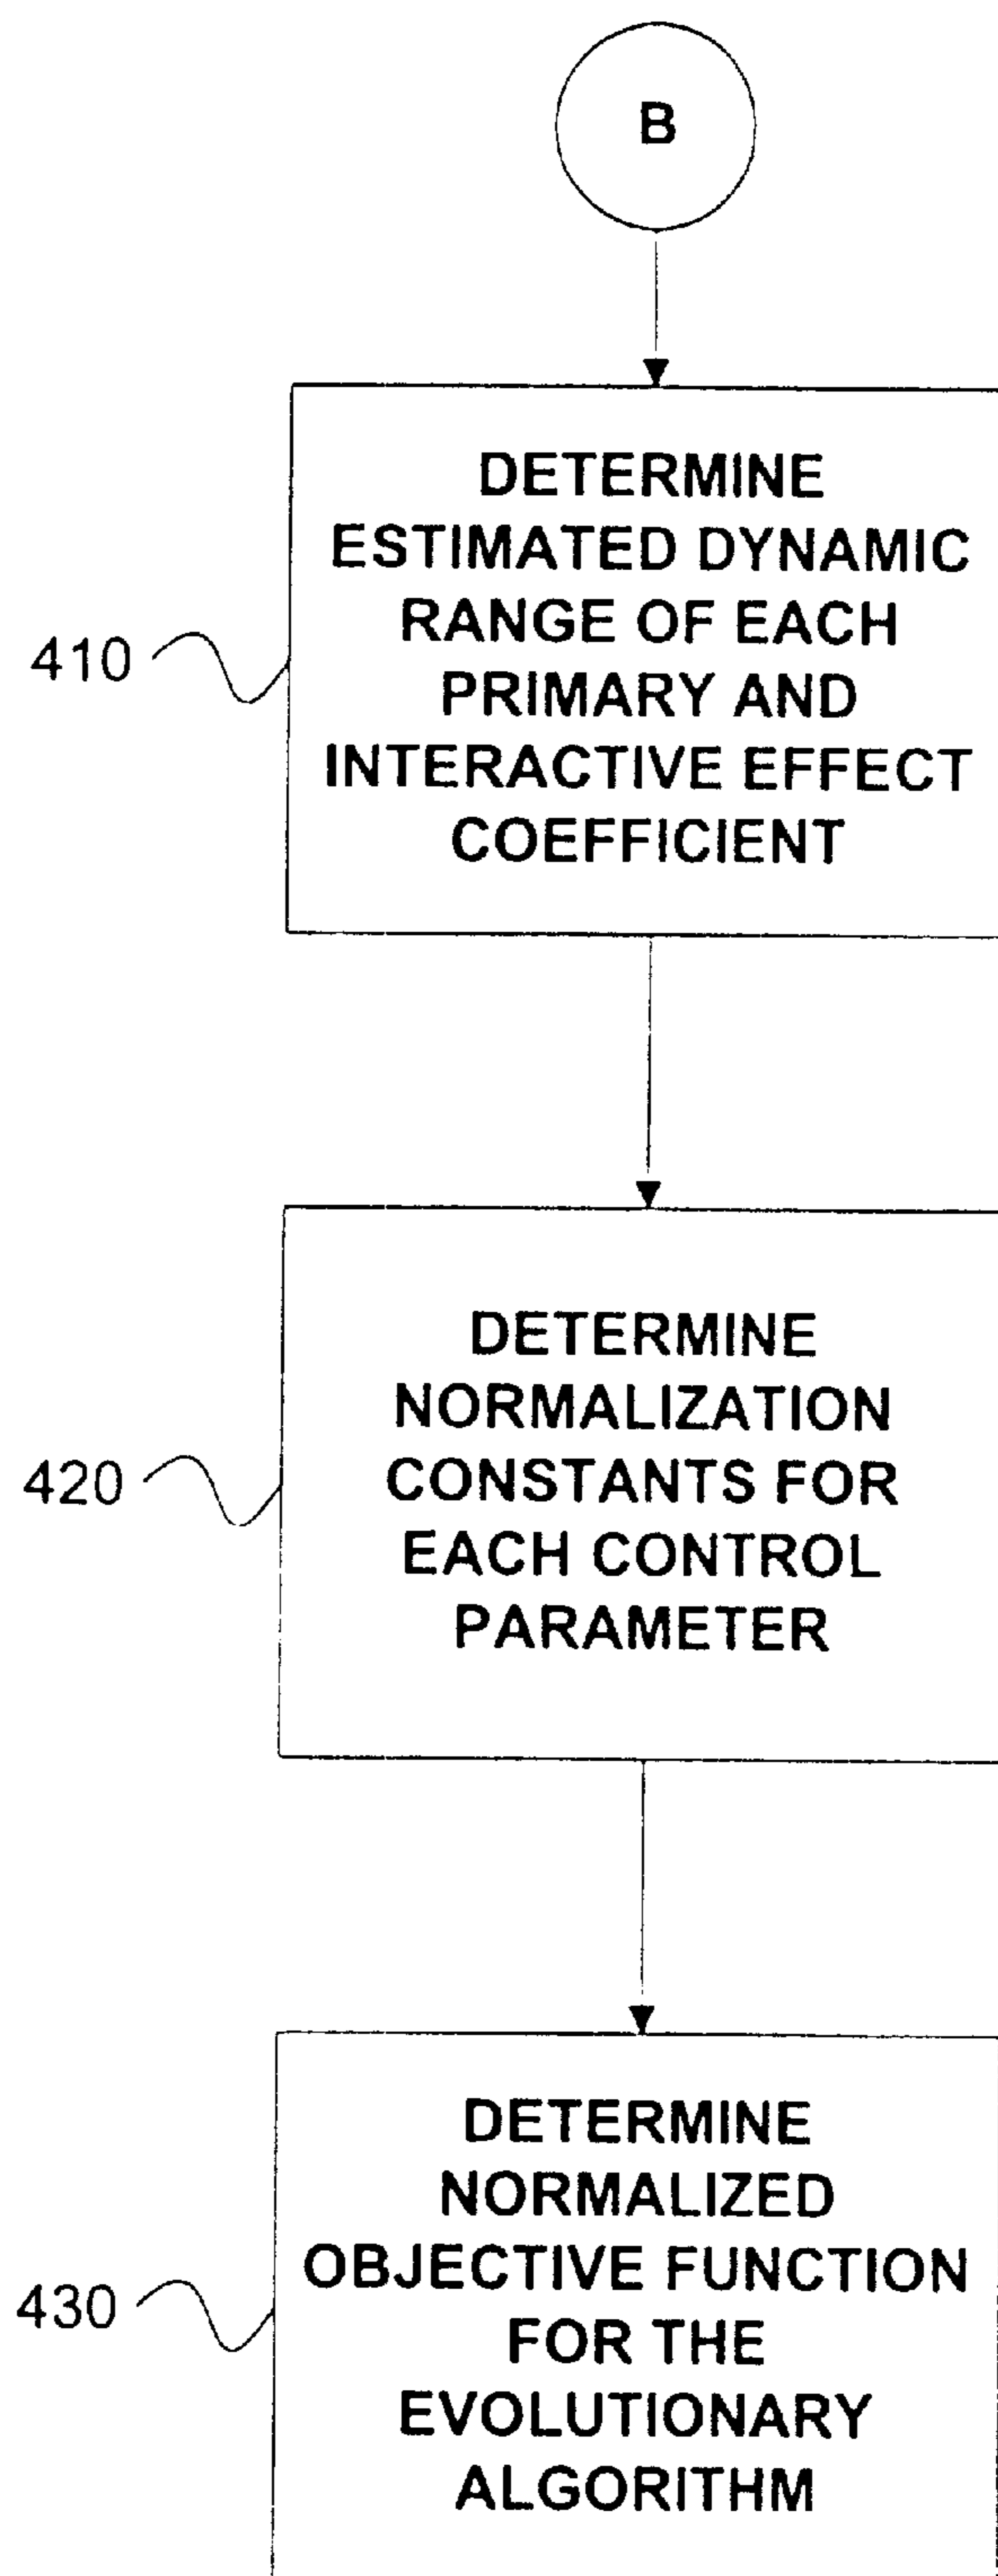 B
DETERMINE
ESTIMATED DYNAMIC
RANGE OF EACH
PRIMARY AND
INTERACTIVE EFFECT
COEFFICIENT
410
DETERMINE
NORMALIZATION
CONSTANTS FOR
EACH CONTROL
PARAMETER
420
DETERMINE
NORMALIZED
OBJECTIVE FUNCTION
FOR THE
EVOLUTIONARY
ALGORITHM
430